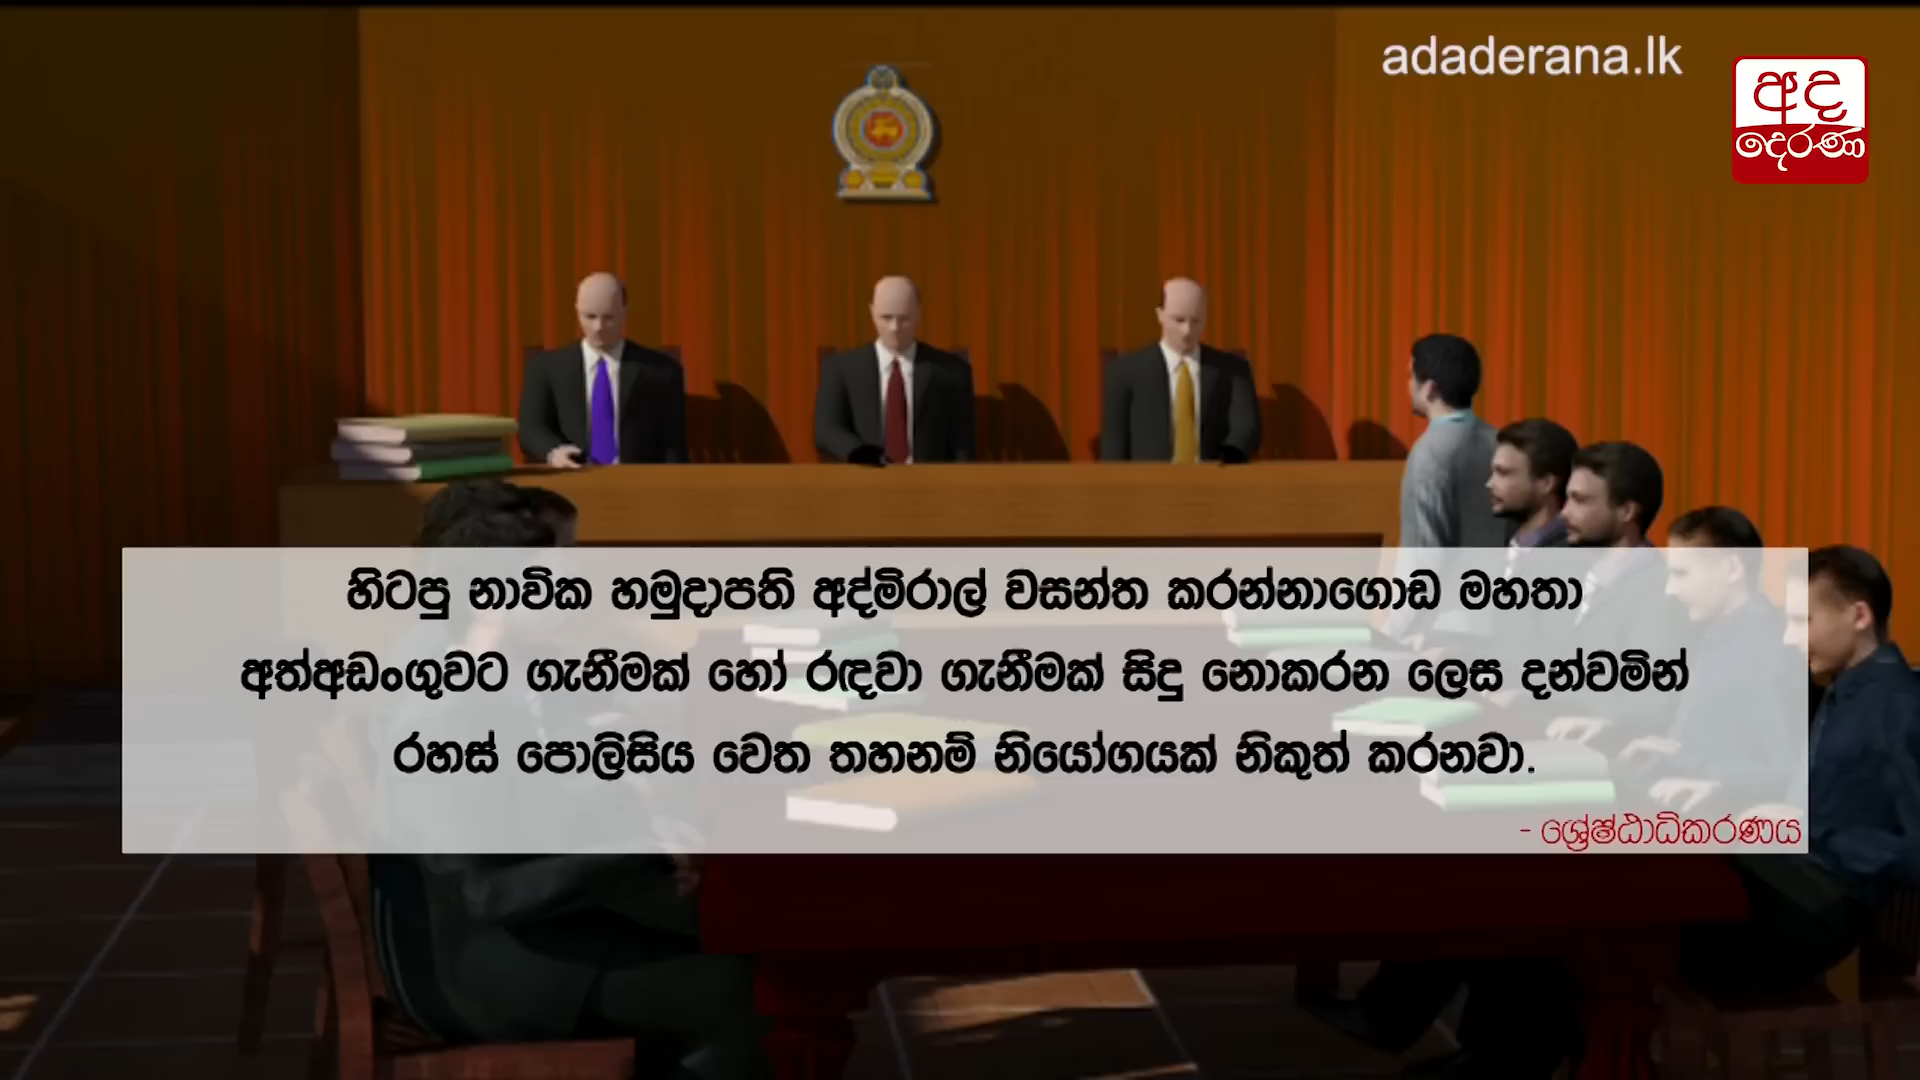 adaderana.lk
අද
දෙරණ
හිටපු නාවික හමුදාපති අද්මිරාල් වසන්ත කරන්නාගොඩ මහතා
අත්අඩංගුවට ගැනීමක් හෝ රඳවා ගැනීමක් සිදු නොකරන ලෙස දන්වමින්
රහස් පොලිසිය වෙත තහනම් නියෝගයක් නිකුත් කරනවා.
- ශ්‍රේෂ්ඨාධිකරණය